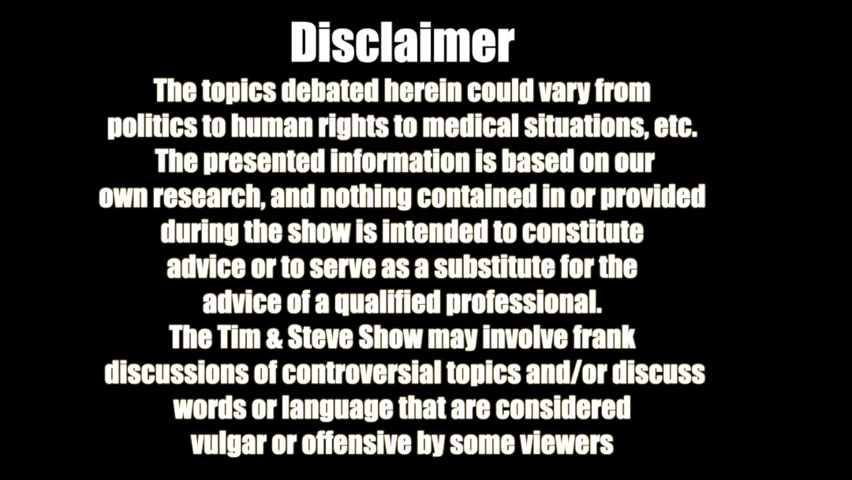 Disclaimer
The topics debated herein could vary from
politics to human rights to medical situations, etc.
The presented information is based on our
own research, and nothing contained in or provided
during the show is intended to constitute
advice or to serve as a substitute for the
advice of a qualified professional.
The Tim & Steve Show may involve frank
discussions of controversial topics and/or discuss
words or language that are considered
vulgar or offensive by some viewers